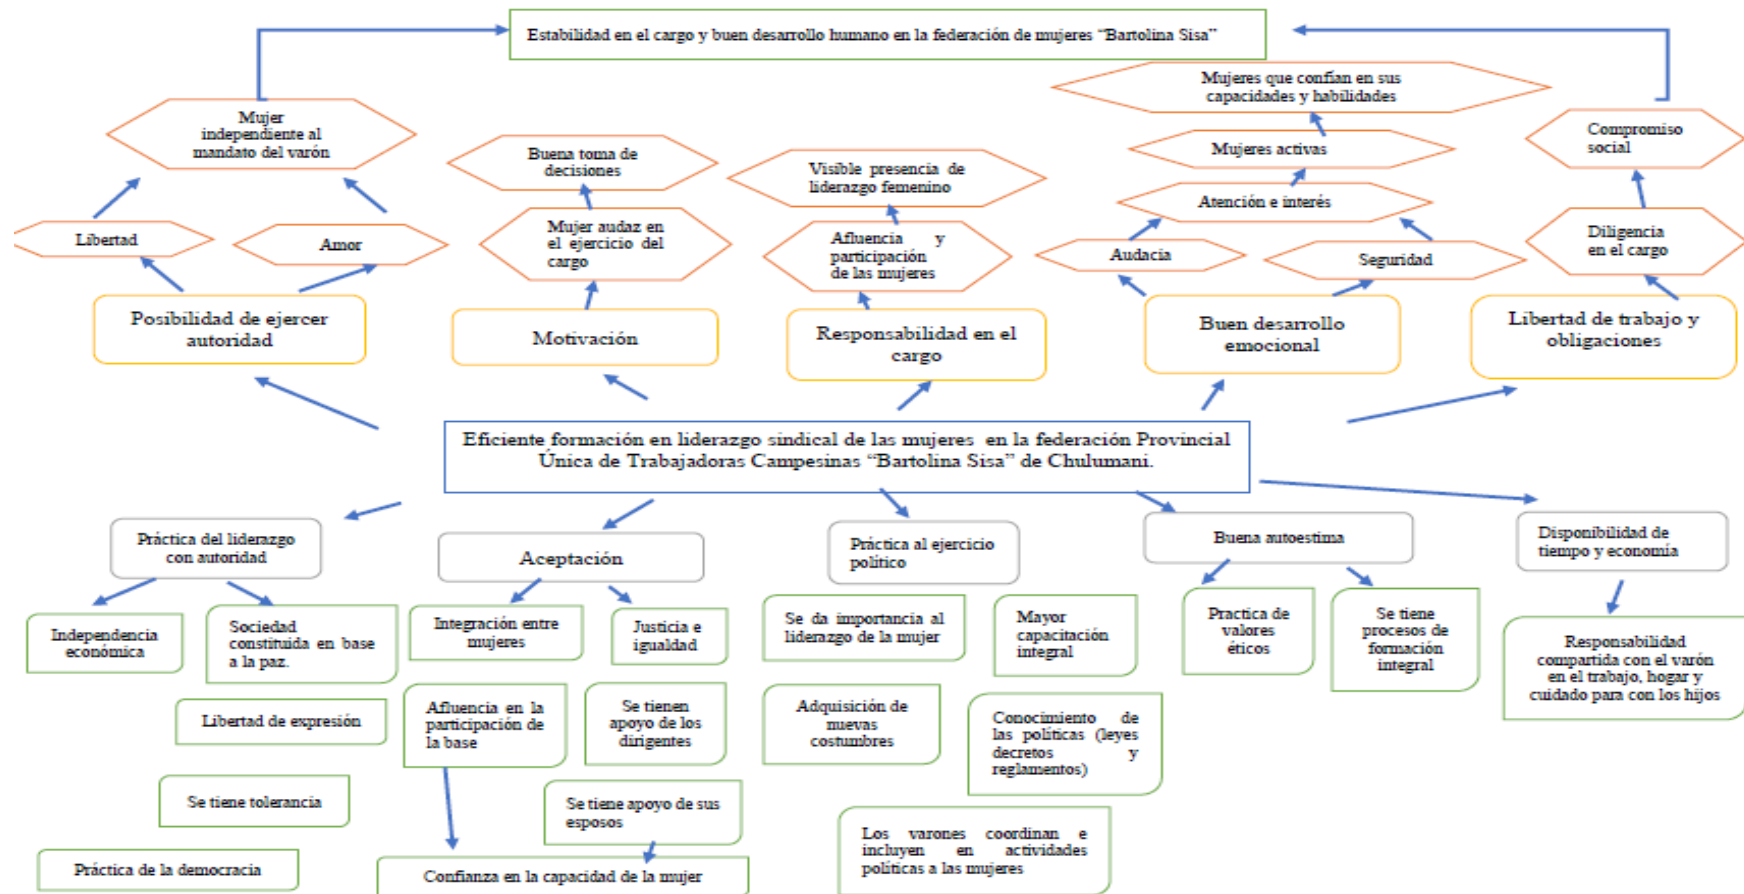 Estabilidad en el cargo y buen desarrollo humano en la federación de mujeres “Bartolina Sisa”
Mujeres que confían en sus
capacidades y habilidades
Mujer
independiente al
mandato del varón
Buena toma de
decisiones
Visible presencia de
liderazgo femenino
Mujeres activas
Compromiso
social
Atención e interés
Libertad
Amor
Mujer audaz en
el ejercicio del
cargo
Afluencia y
participación
de las mujeres
Audacia
Seguridad
Diligencia
en el cargo
Posibilidad de ejercer
autoridad
Motivación
Responsabilidad en el
cargo
Buen desarrollo
emocional
Libertad de trabajo y
obligaciones
Eficiente formación en liderazgo sindical de las mujeres en la federación Provincial
Única de Trabajadoras Campesinas “Bartolina Sisa” de Chulumani.
Práctica del liderazgo
con autoridad
Aceptación
Práctica al ejercicio
político
Buena autoestima
Disponibilidad de
tiempo y economía
Independencia
económica
Sociedad
constituida en base
a la paz.
Integración entre
mujeres
Justicia e
igualdad
Se da importancia al
liderazgo de la mujer
Mayor
capacitación
integral
Practica de
valores
éticos
Se tiene
procesos de
formación
integral
Responsabilidad
compartida con el varón
en el trabajo, hogar y
cuidado para con los hijos
Libertad de expresión
Afluencia en la
participación de
la base
Se tienen
apoyo de los
dirigentes
Adquisición de
nuevas
costumbres
Conocimiento de
las políticas (leyes
decretos y
reglamentos)
Se tiene tolerancia
Se tiene apoyo de sus
esposos
Los varones coordinan e
incluyen en actividades
políticas a las mujeres
Práctica de la democracia
Confianza en la capacidad de la mujer